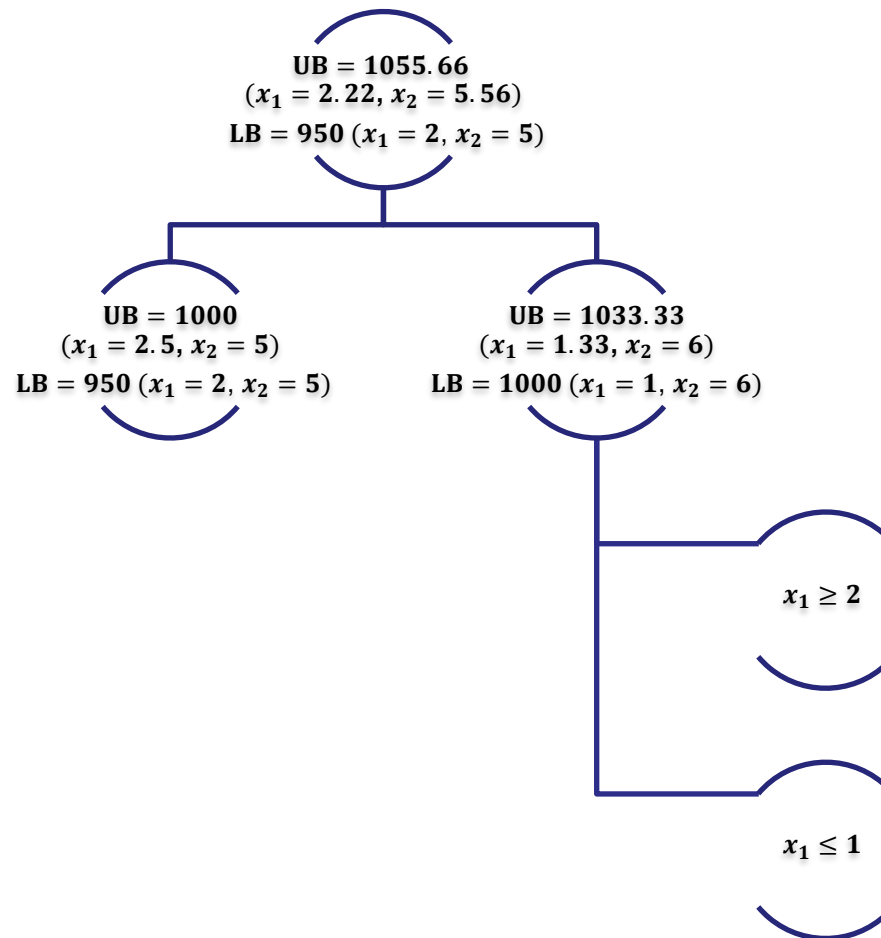 UB = 1055.66
(x₁ = 2.22, x₂ = 5.56)
LB = 950 (x₁ = 2, x₂ = 5)
UB = 1000
(x₁ = 2.5, x₂ = 5)
LB = 950 (x₁ = 2, x₂ = 5)
UB = 1033.33
(x₁ = 1.33, x₂ = 6)
LB = 1000 (x₁ = 1, x₂ = 6)
x₁ ≥ 2
x₁ ≤ 1